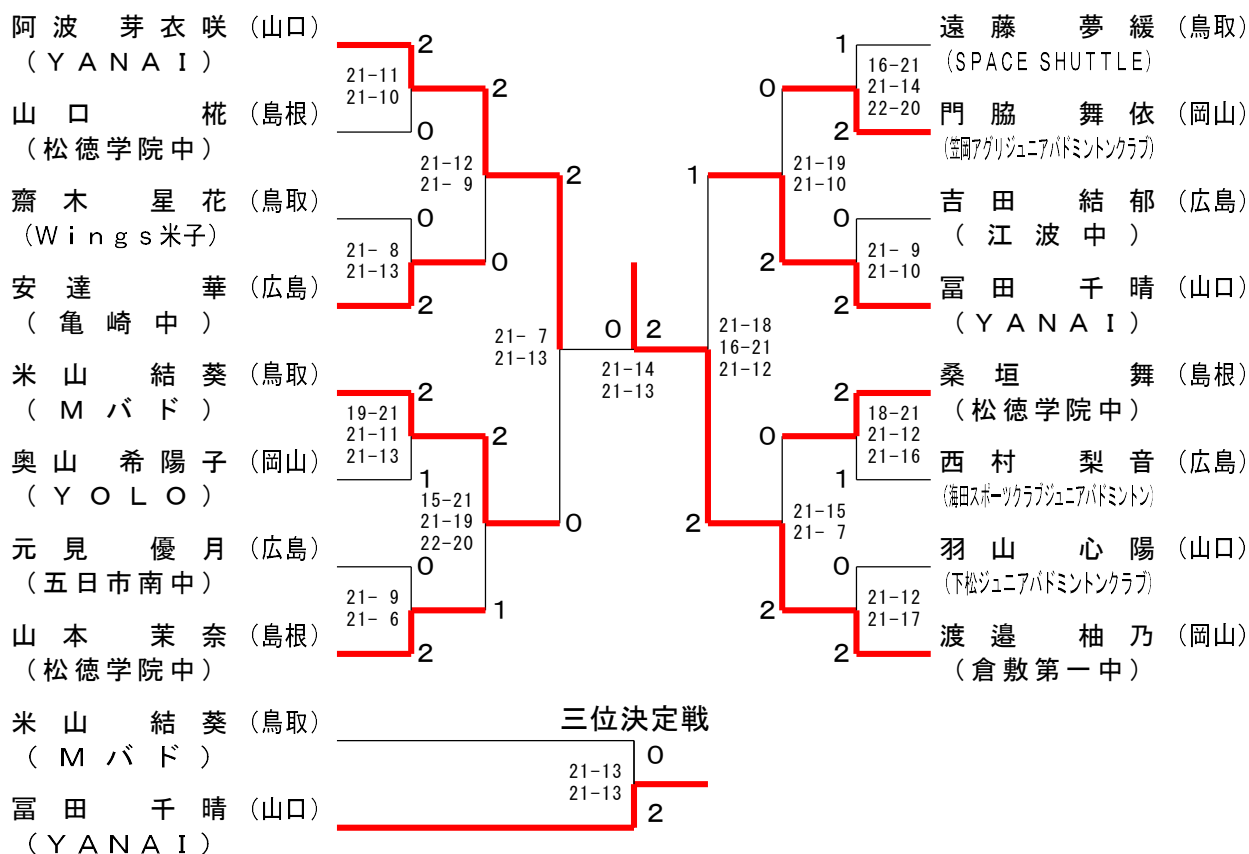 阿波 芽衣咲 (山口)
(YANAI)
山口 椛 (島根)
(松徳学院中)
齋木 星花 (鳥取)
(Wings米子)
安達 華 (広島)
(亀崎中)
米山 結葵 (鳥取)
(Mバド)
奥山 希陽子 (岡山)
(YOLO)
元見 優月 (広島)
(五日市南中)
山本 茉奈 (島根)
(松徳学院中)
2
21-11
21-10
0
2
0
21- 8
21-13
2
21-12
21- 9
0
2
2
19-21
21-11
21-13
1
2
0
21- 9
21- 6
2
15-21
21-19
22-20
1
0
21- 7
21-13
0 2
21-14
21-13
1
21-18
16-21
21-12
2
0
21-19
21-10
2
0
21-15
21- 7
2
1
16-21
21-14
22-20
2
0
21- 9
21-10
2
2
18-21
21-12
21-16
1
0
21-12
21-17
2
遠藤 夢緩 (鳥取)
(SPACE SHUTTLE)
門脇 舞依 (岡山)
(笠岡アグリジュニアバドミントンクラブ)
吉田 結郁 (広島)
(江波中)
冨田 千晴 (山口)
(YANAI)
桑垣 舞 (島根)
(松徳学院中)
西村 梨音 (広島)
(海田スポーツクラブジュニアバドミントン)
羽山 心陽 (山口)
(下松ジュニアバドミントンクラブ)
渡邉 柚乃 (岡山)
(倉敷第一中)
三位決定戦
米山 結葵 (鳥取)
(Mバド)
0
21-13
21-13
2
冨田 千晴 (山口)
(YANAI)